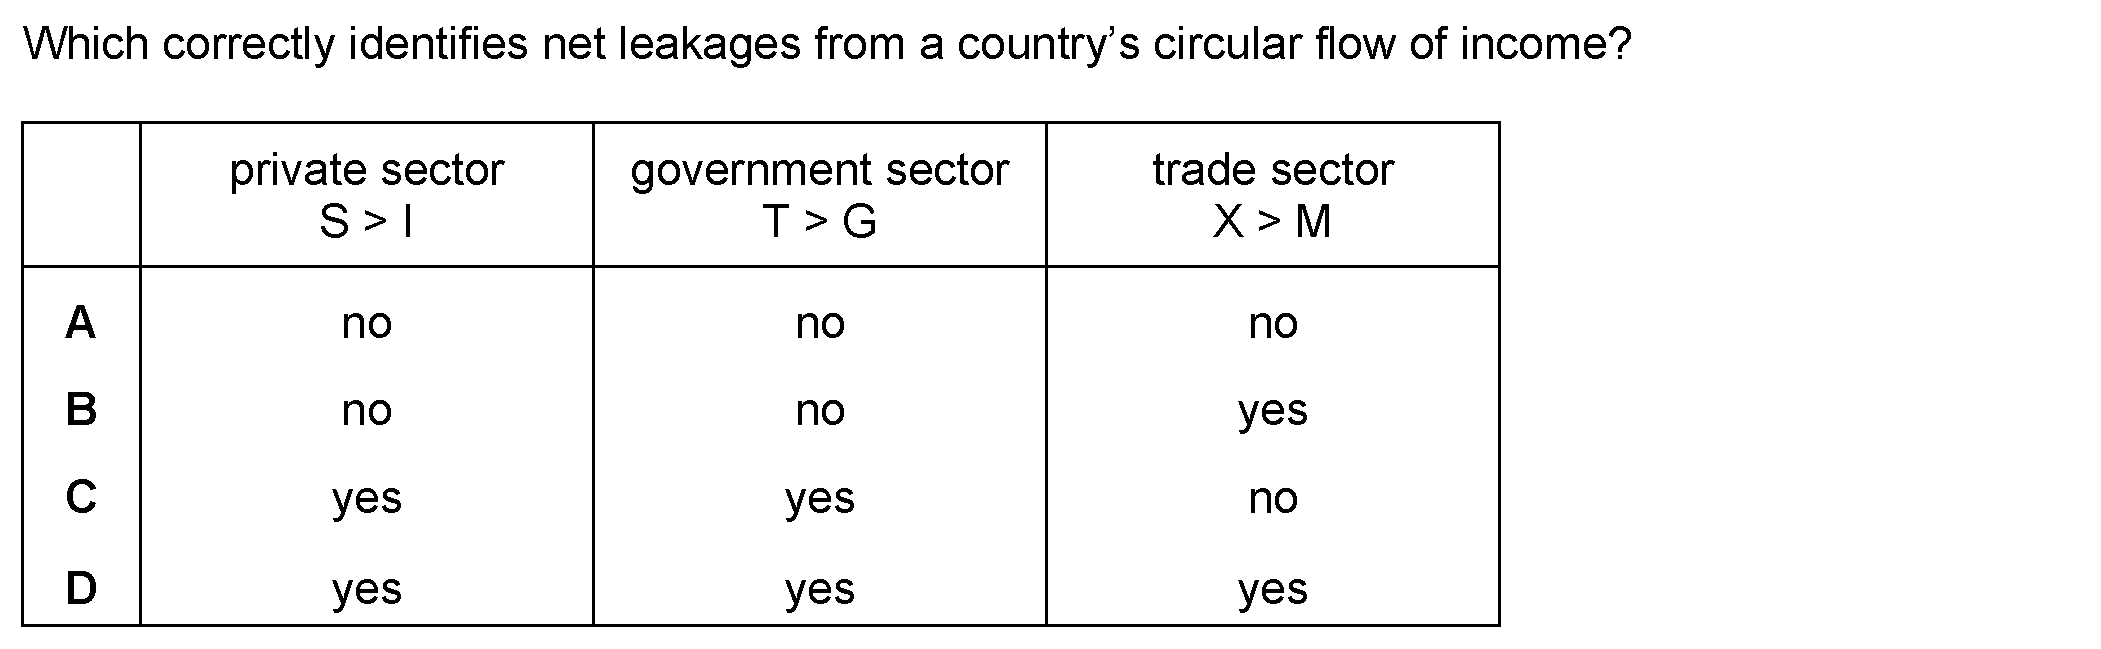 Which correctly identifies net leakages from a country’s circular flow of income?
private sector government sector trade sector
S > I T > G X > M
A no no no
B no no yes
C yes yes no
D yes yes yes